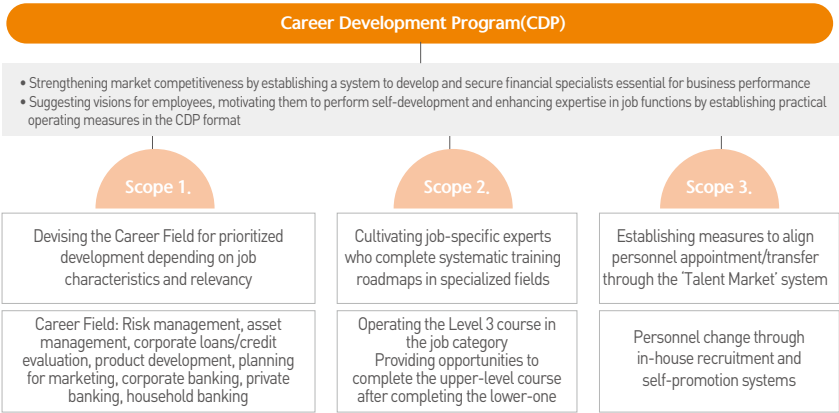 Career Development Program(CDP)
• Strengthening market competitiveness by establishing a system to develop and secure financial specialists essential for business performance
• Suggesting visions for employees, motivating them to perform self-development and enhancing expertise in job functions by establishing practical
operating measures in the CDP format
Scope 1.
Devising the Career Field for prioritized
development depending on job
characteristics and relevancy
Career Field: Risk management, asset
management, corporate loans/credit
evaluation, product development, planning
for marketing, corporate banking, private
banking, household banking
Scope 2.
Cultivating job-specific experts
who complete systematic training
roadmaps in specialized fields
Operating the Level 3 course in
the job category
Providing opportunities to
complete the upper-level course
after completing the lower-one
Scope 3.
Establishing measures to align
personnel appointment/transfer
through the ‘Talent Market’ system
Personnel change through
in-house recruitment and
self-promotion systems